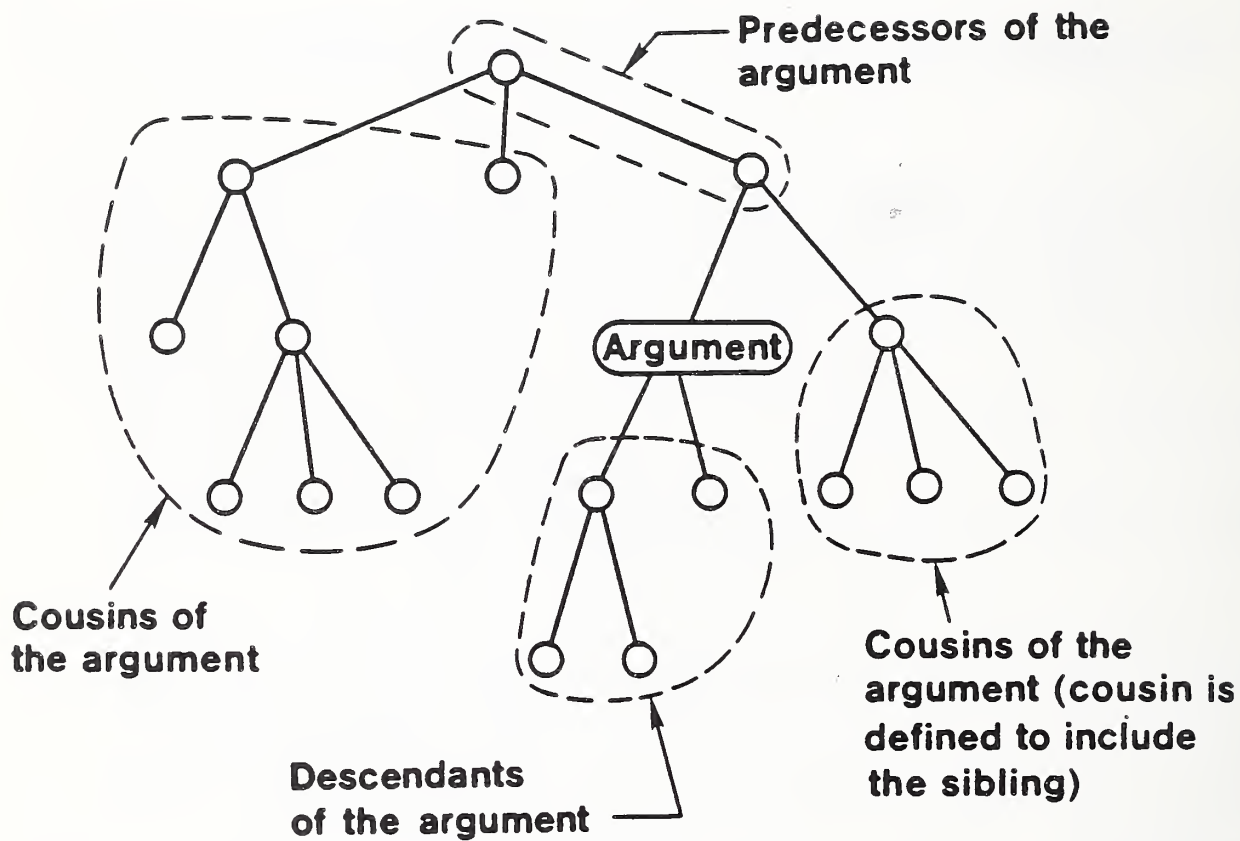 Predecessors of the
argument
Argument
Cousins of
the argument
Cousins of the
argument (cousin is
defined to include
the sibling)
Descendants
of the argument